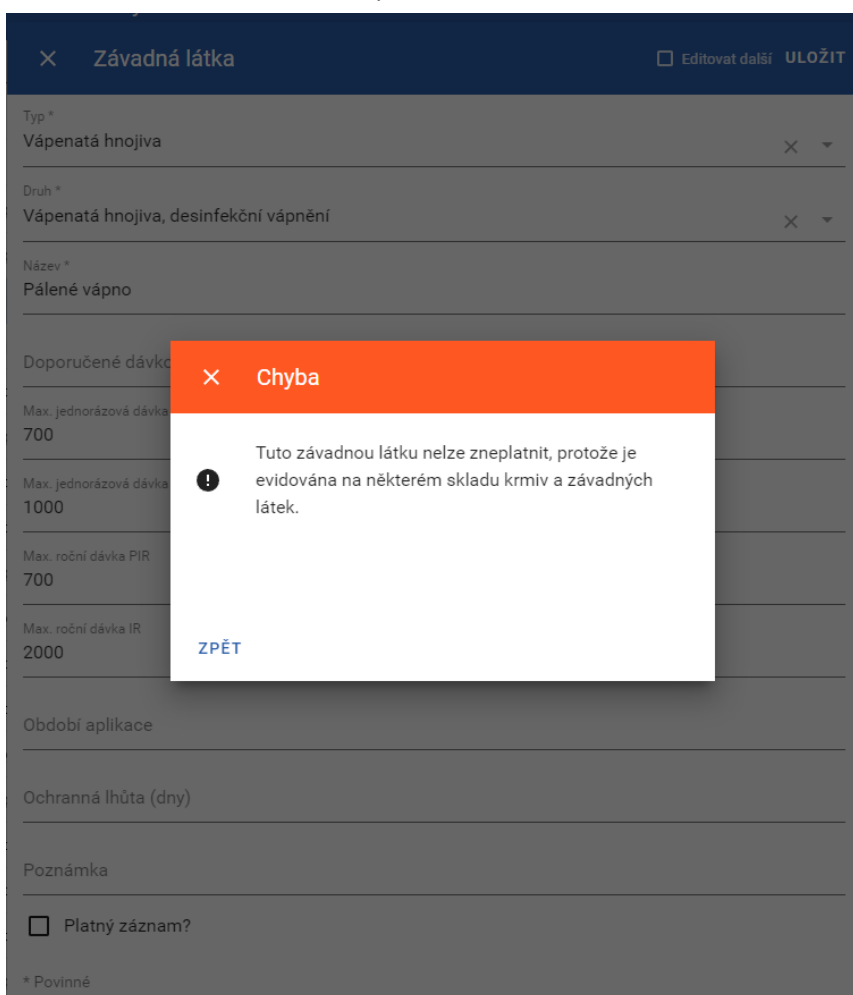 Závadná látka
Editovat další ULOŽIT
Typ *
Vápenatá hnojiva
Druh *
Vápenatá hnojiva, desinfekční vápnění
Název *
Pálené vápno
Doporučené dávko
Max. jednorázová dávka
700
Max. jednorázová dávka
1000
Max. roční dávka PIR
700
Max. roční dávka IR
2000
Chyba
Tuto závadnou látku nelze zneplatnit, protože je
evidována na některém skladu krmiv a závadných
látek.
ZPĚT
Období aplikace
Ochranná lhůta (dny)
Poznámka
Platný záznam?
* Povinné